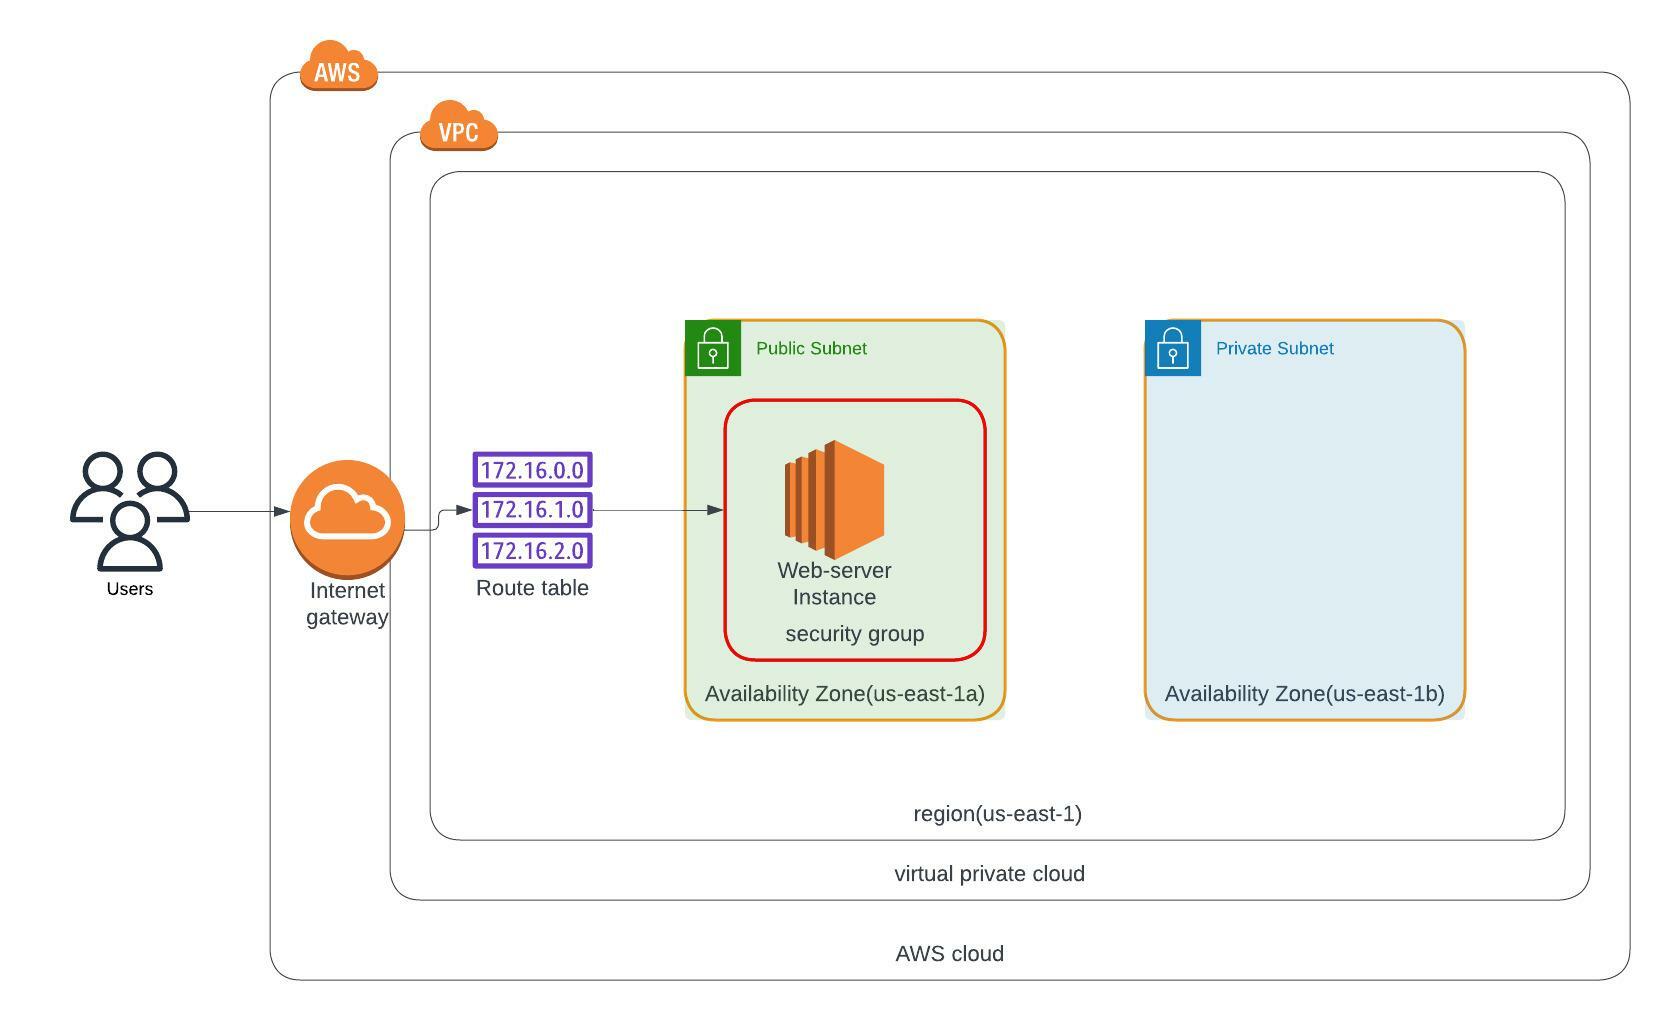 AWS
VPC
Public Subnet
Private Subnet
172.16.0.0
172.16.1.0
172.16.2.0
Route table
Users
Internet
gateway
Web-server
Instance
security group
Availability Zone(us-east-1a)
Availability Zone(us-east-1b)
region(us-east-1)
virtual private cloud
AWS cloud